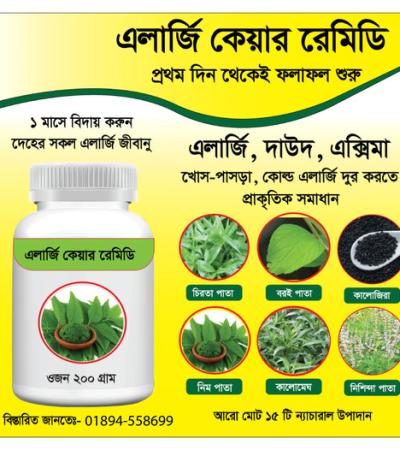 এলার্জি কেয়ার রেমিডি
প্রথম দিন থেকেই ফলাফল শুরু
১ মাসে বিদায় করুন
দেহের সকল এলার্জি জীবানু
এলার্জি, দাউদ, এক্সিমা
খোস-পাসড়া, কোল্ড এলার্জি দুর করতে
প্রাকৃতিক সমাধান
এলার্জি কেয়ার রেমিডি
ওজন ২০০ গ্রাম
চিরতা পাতা
বরই পাতা
কালোজিরা
নিম পাতা
কালোমেঘ
নিশিন্দা পাতা
বিস্তারিত জানতেঃ- 01894-558699
আরো মোট ১৫ টি ন্যাচারাল উপাদান